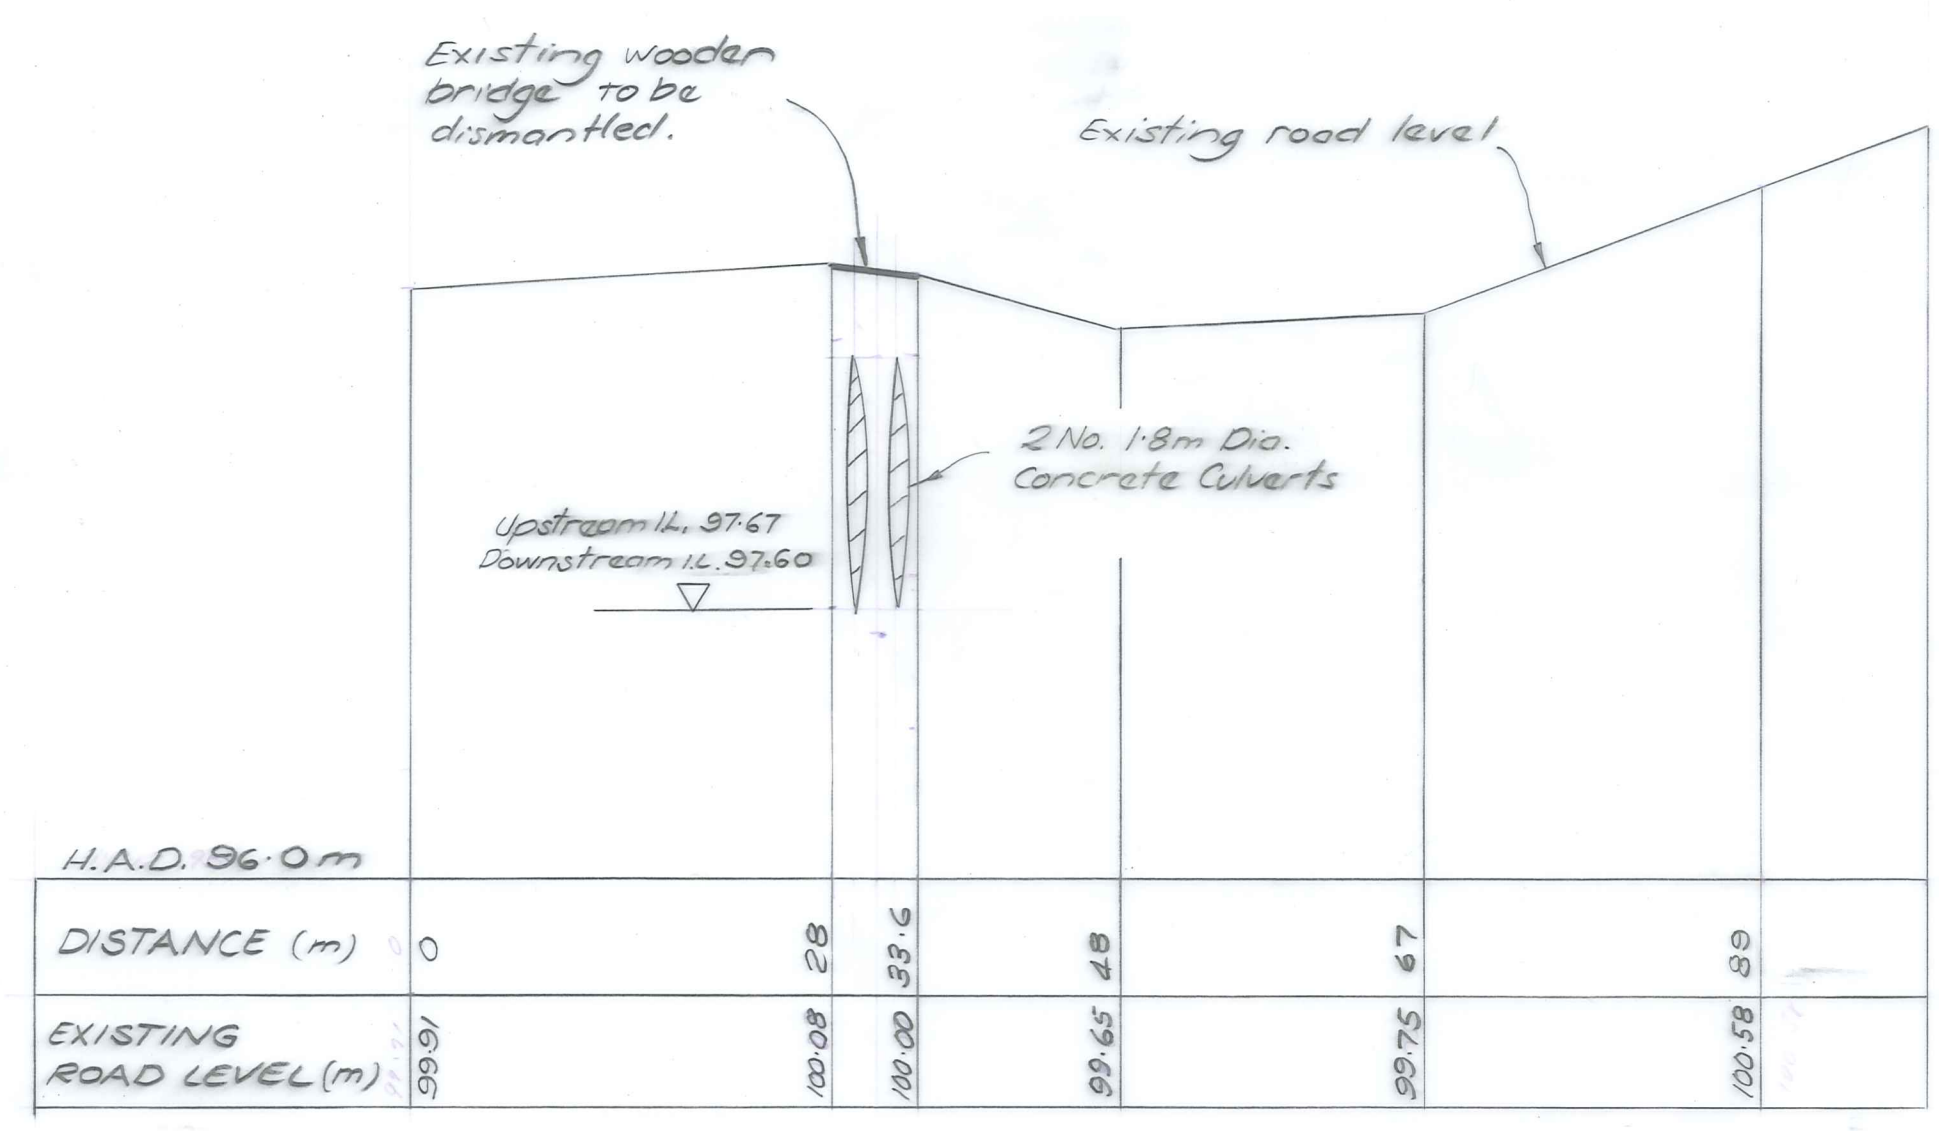 Existing wooden
bridge to be
dismantled.
Existing road level
2 No. 1.8m Dia.
Concrete Culverts
Upstream I.L. 97.67
Downstream I.L. 97.60
H.A.D. 96.0m
DISTANCE (m) 0 28 33.6 48 67 89
EXISTING
ROAD LEVEL (m) 99.91 100.08 100.00 99.65 99.75 100.58